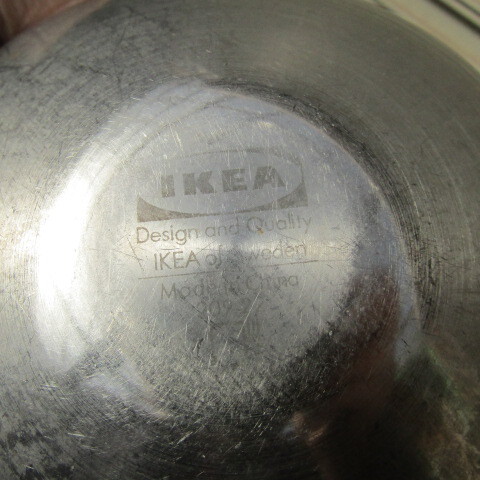 IKEA
Design and Quality
IKEA of Sweden
Made in China